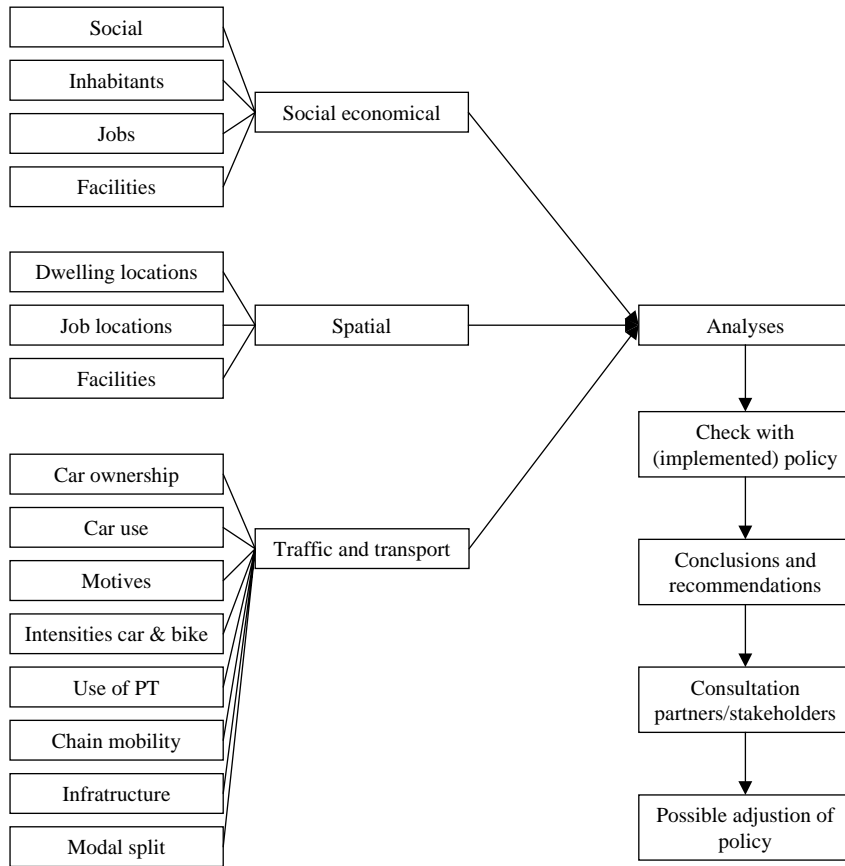 Social
Inhabitants
Jobs
Facilities
Social economical
Dwelling locations
Job locations
Facilities
Spatial
Car ownership
Car use
Motives
Intensities car & bike
Use of PT
Chain mobility
Infratructure
Modal split
Traffic and transport
Analyses
Check with
(implemented) policy
Conclusions and
recommendations
Consultation
partners/stakeholders
Possible adjustion of
policy